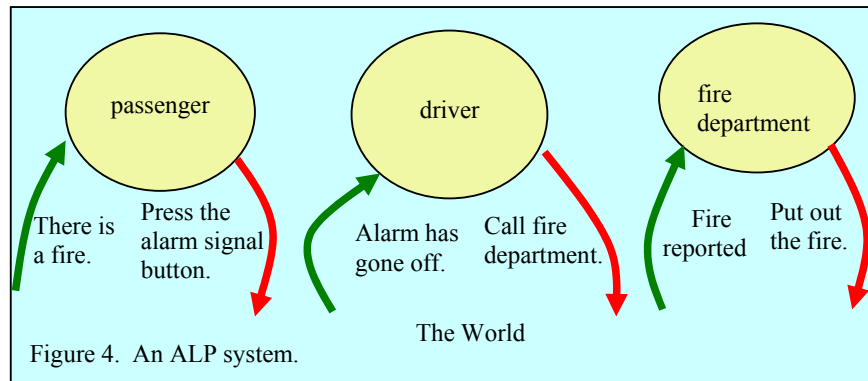 passenger
driver
fire
department
There is
a fire.
Press the
alarm signal
button.
Alarm has
gone off.
Call fire
department.
Fire
reported
Put out
the fire.
The World
Figure 4. An ALP system.